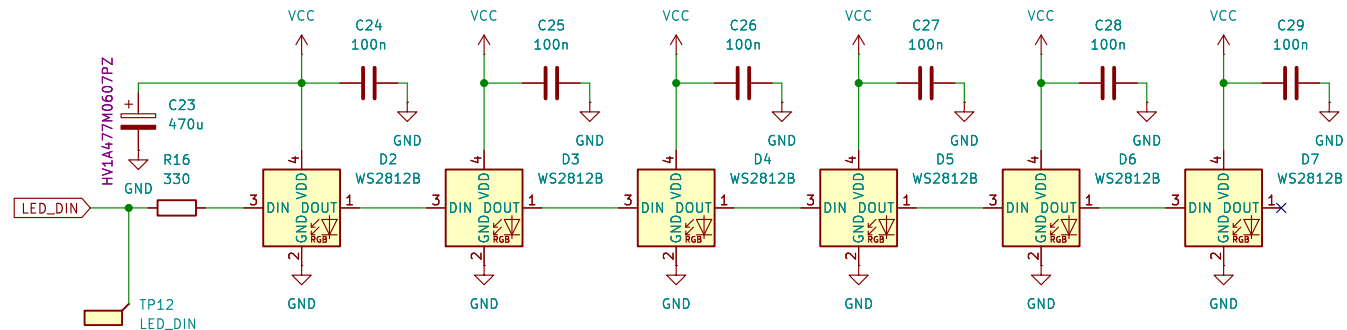 VCC
C24
100n
VCC
C25
100n
VCC
C26
100n
VCC
C27
100n
VCC
C28
100n
VCC
C29
100n
HV1A477M0607PZ
+
C23
470u
GND
GND
GND
GND
GND
GND
GND
R16
330
D2
WS2812B
D3
WS2812B
D4
WS2812B
D5
WS2812B
D6
WS2812B
D7
WS2812B
LED_DIN
3
DIN
4
VDD
DOUT
1
GND
2
RGB
3
DIN
4
VDD
DOUT
1
GND
2
RGB
3
DIN
4
VDD
DOUT
1
GND
2
RGB
3
DIN
4
VDD
DOUT
1
GND
2
RGB
3
DIN
4
VDD
DOUT
1
GND
2
RGB
3
DIN
4
VDD
DOUT
1
GND
2
RGB
GND
GND
GND
GND
GND
GND
TP12
LED_DIN